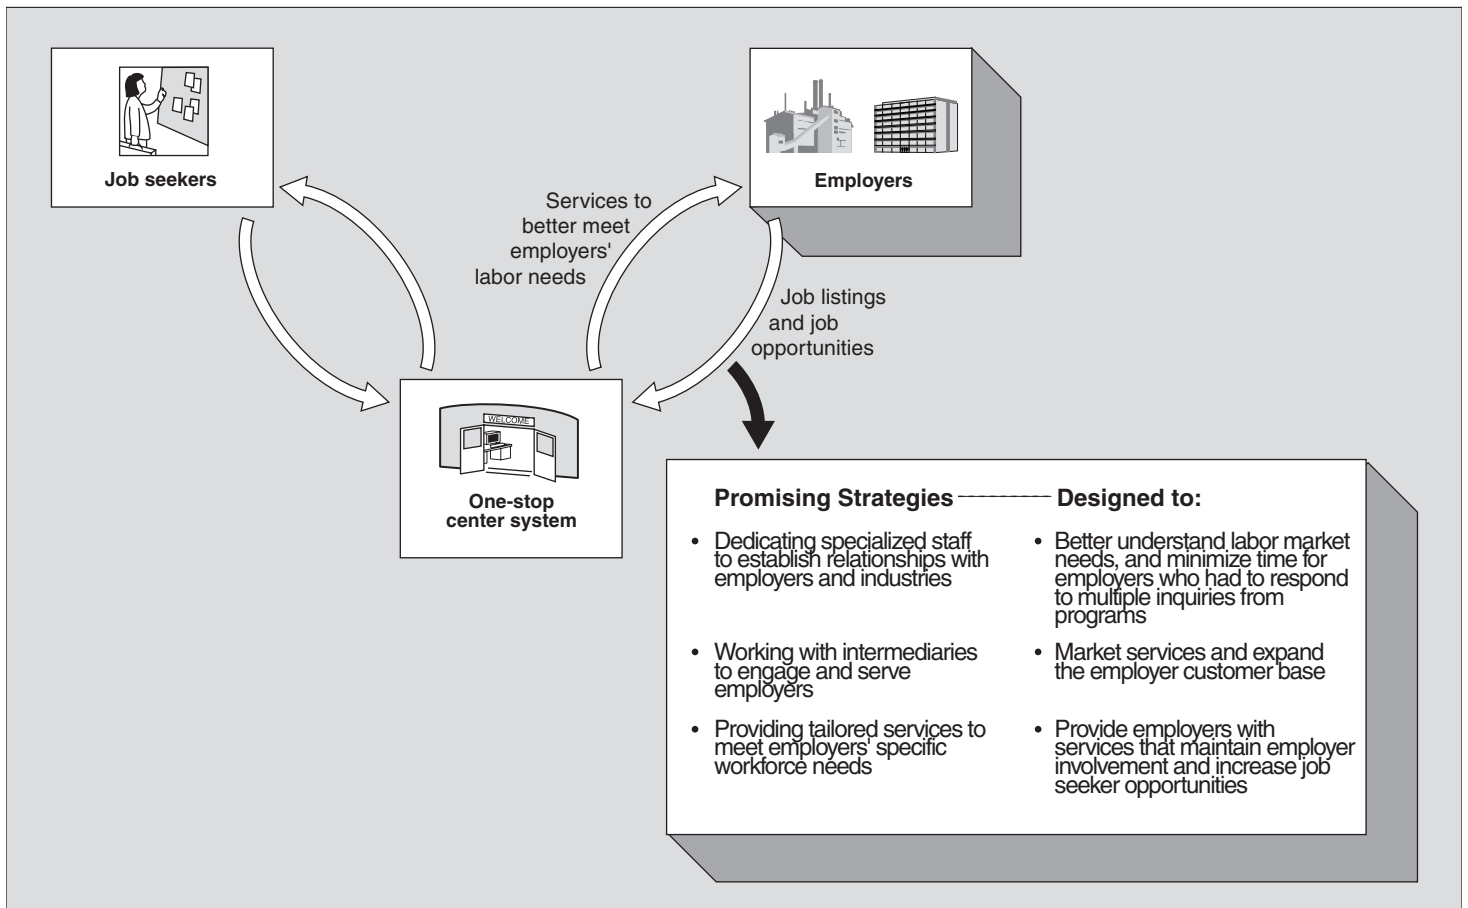 Job seekers
Employers
Services to
better meet
employers'
labor needs
Job listings
and job
opportunities
WELCOME
One-stop
center system
Promising Strategies
Designed to:
• Dedicating specialized staff
to establish relationships with
employers and industries
• Better understand labor market
needs, and minimize time for
employers who had to respond
to multiple inquiries from
programs
• Working with intermediaries
to engage and serve
employers
• Market services and expand
the employer customer base
• Providing tailored services to
meet employers' specific
workforce needs
• Provide employers with
services that maintain employer
involvement and increase job
seeker opportunities